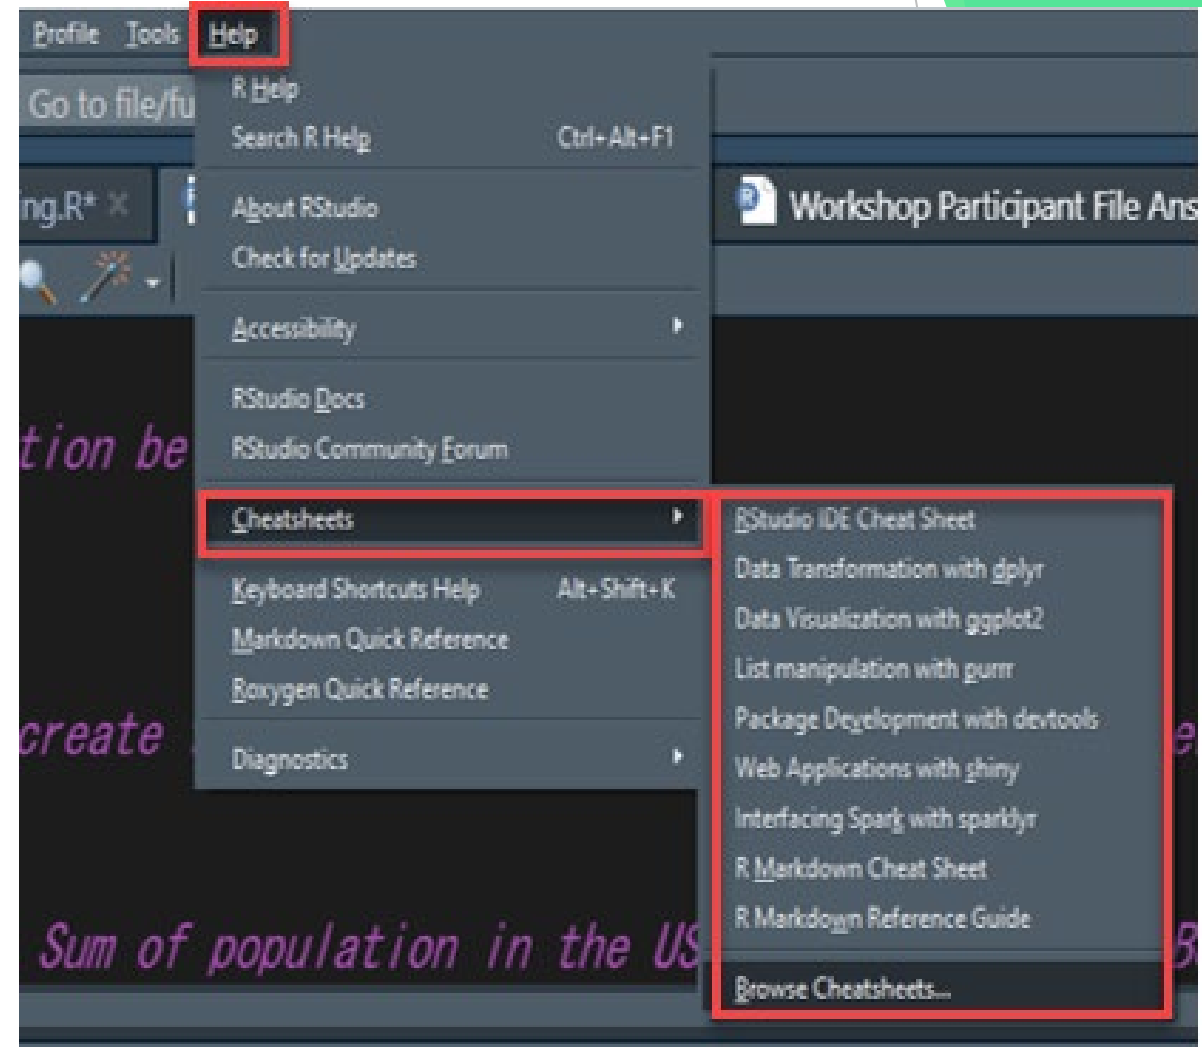 Profile Tools Help
Go to file/fu
R Help
Search R Help Ctrl+Alt+F1
ing.R*
About RStudio
Check for Updates
Workshop Participant File Ans
Accessibility
RStudio Docs
RStudio Community Forum
tion be
Cheatsheets
Keyboard Shortcuts Help Alt+Shift+K
Markdown Quick Reference
Roxygen Quick Reference
Diagnostics
RStudio IDE Cheat Sheet
Data Transformation with dplyr
Data Visualization with ggplot2
List manipulation with purrr
Package Development with devtools
Web Applications with shiny
Interfacing Spark with sparklyr
R Markdown Cheat Sheet
R Markdown Reference Guide
Browse Cheatsheets...
create
Sum of population in the US